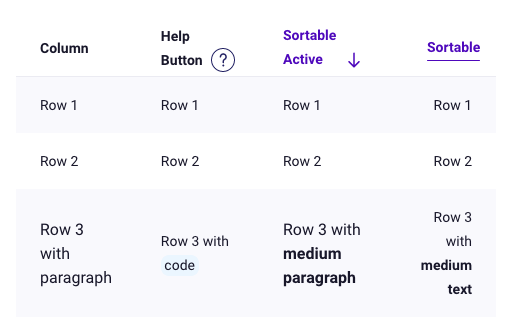 Column
Help
Button ?
Sortable
Active
Sortable
Row 1 Row 1 Row 1 Row 1
Row 2 Row 2 Row 2 Row 2
Row 3
with
paragraph
Row 3 with
code
Row 3 with
medium
paragraph
Row 3
with
medium
text